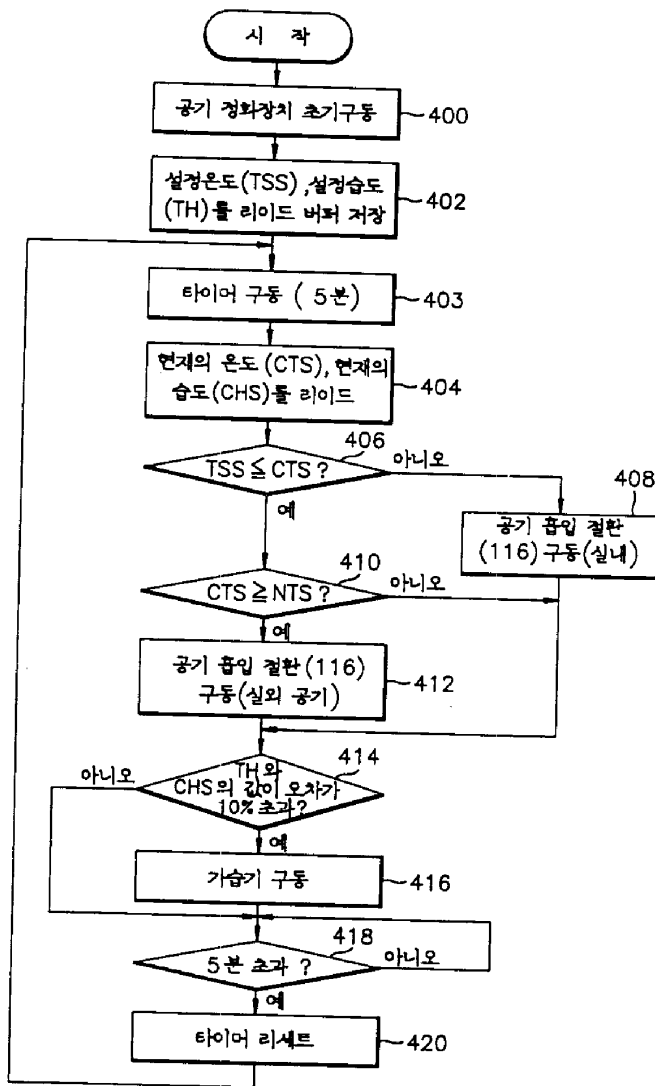 시 작
공기 정화장치 초기구동
400
설정온도(TSS),설정습도
(TH)를 리이드 버퍼 저장
402
타이머 구동 ( 5분)
403
현재의 온도(CTS), 현재의
습도(CHS)를 리이드
404
406
TSS ≦ CTS ?
아니오
예
408
공기 흡입 절환
(116) 구동(실내)
410
CTS ≧ NTS ?
아니오
예
공기 흡입 절환(116)
구동(실외 공기)
412
414
아니오
TH와
CHS의 값이 오차가
10% 초과?
예
가습기 구동
416
418
5분 초과 ?
아니오
예
타이머 리세트
420